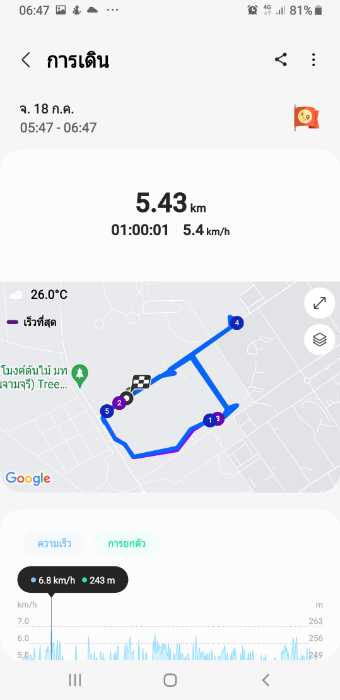 06:47
4G
81%
การเดิน
จ. 18 ก.ค.
05:47 - 06:47
5.43 km
01:00:01 5.4 km/h
26.0°C
เร็วที่สุด
4
โมงค์ต้นไม้ มท
จามจุรี) Tree...
5 2
1 3
Google
ความเร็ว การยกตัว
6.8 km/h 243 m
km/h m
7.0 263
6.0 256
5.0 249